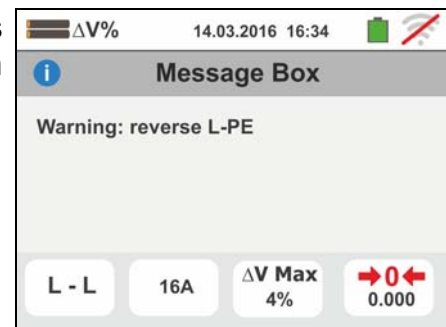 s
ΔV%
14.03.2016 16:34
i
Message Box
Warning: reverse L-PE
L - L
16A
ΔV Max
4%
0
0.000